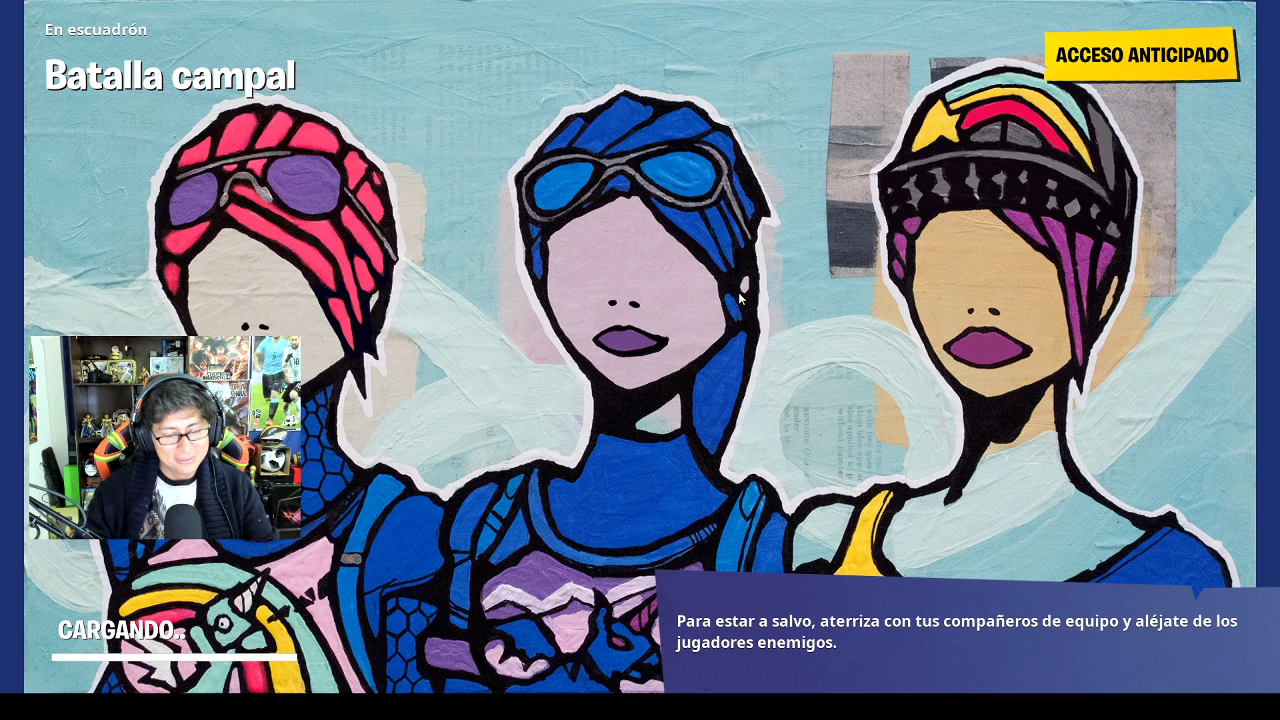 En escuadrón
Batalla campal
ACCESO ANTICIPADO
CARGANDO..
Para estar a salvo, aterriza con tus compañeros de equipo y aléjate de los
jugadores enemigos.